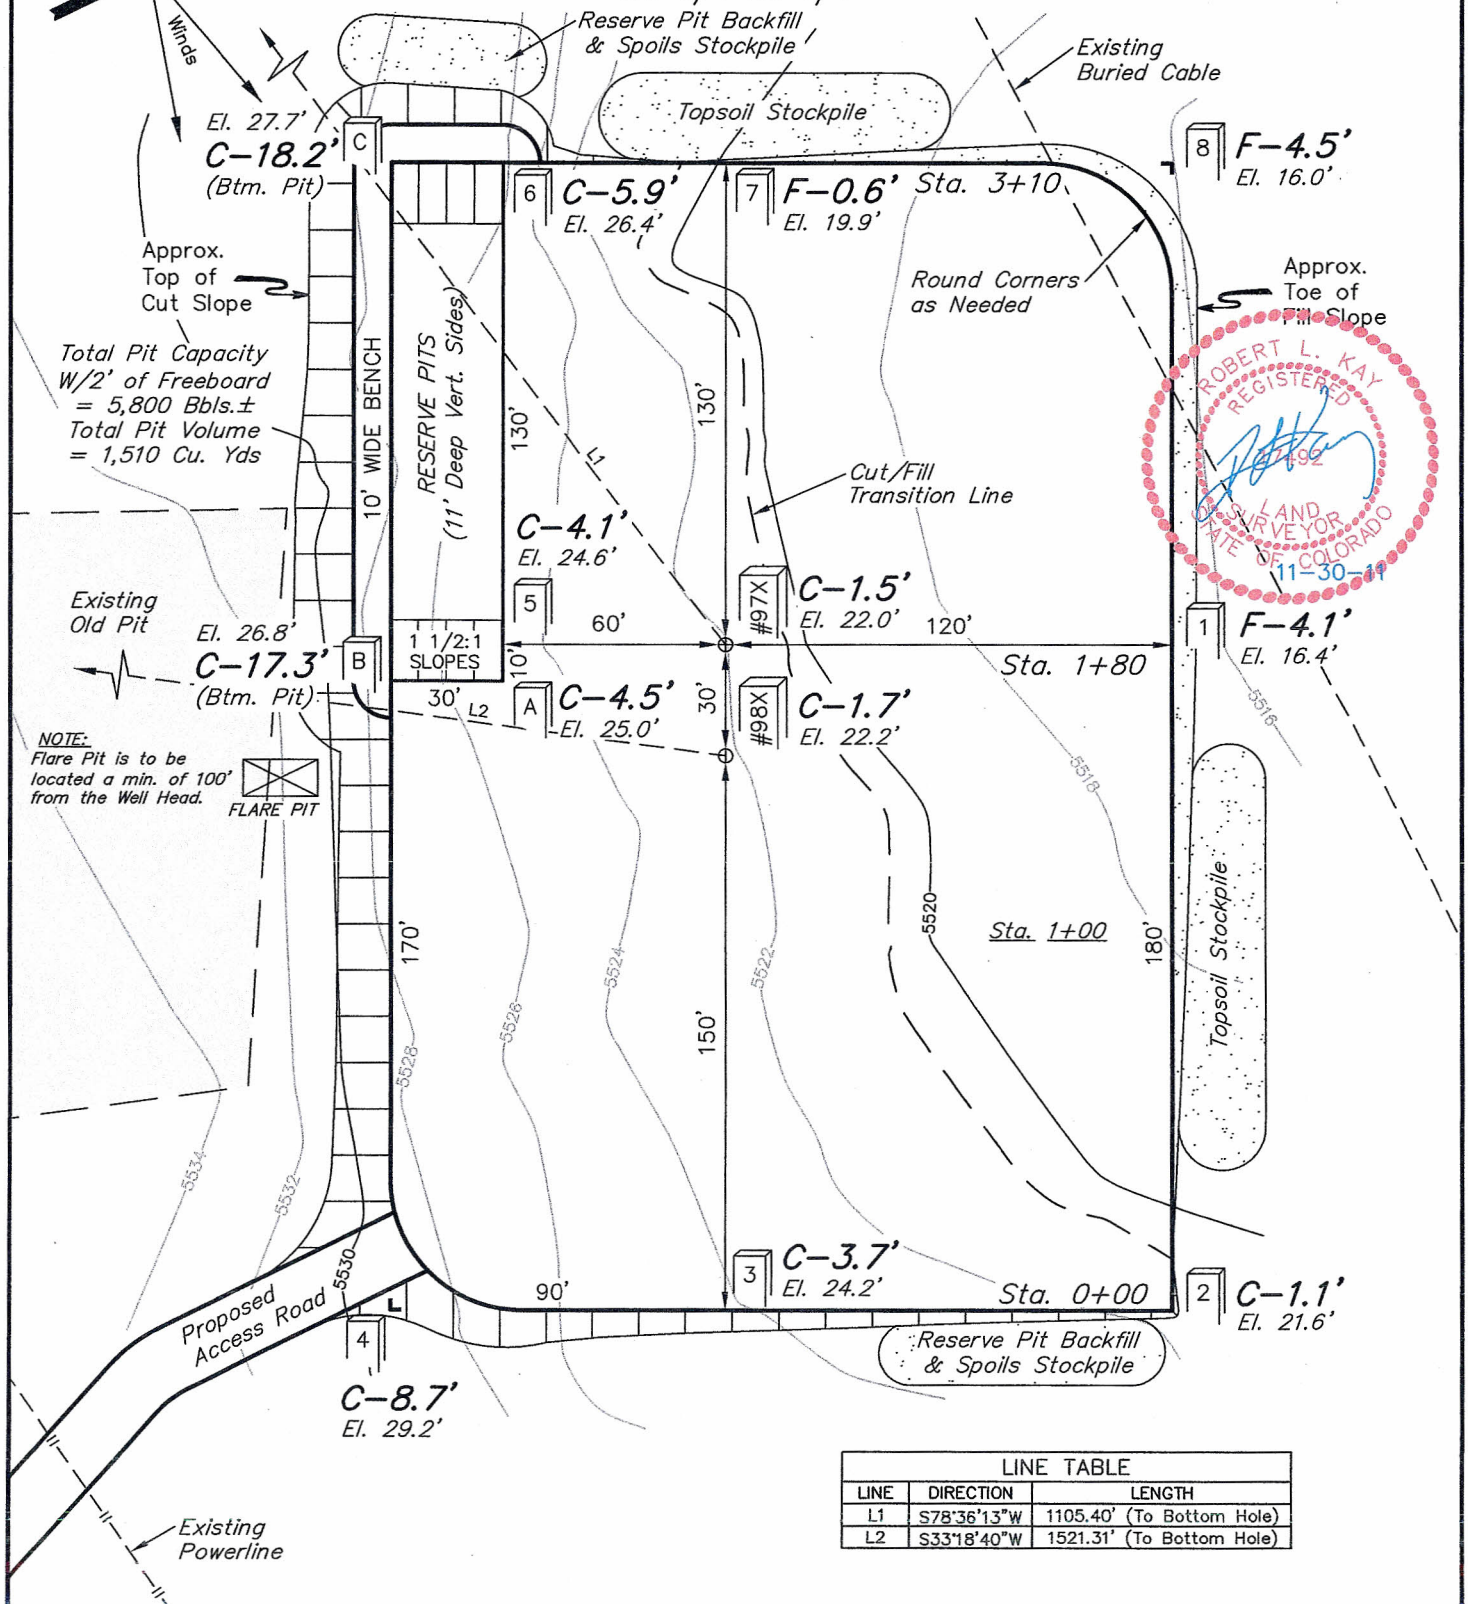 Winds
Reserve Pit Backfill
& Spoils Stockpile
Existing
Buried Cable
Topsoil Stockpile
El. 27.7'
C-18.2'
(Btm. Pit)
C
6
C-5.9'
El. 26.4'
7
F-0.6'
El. 19.9'
Sta. 3+10
8
F-4.5'
El. 16.0'
Approx.
Top of
Cut Slope
Round Corners
as Needed
Approx.
Toe of
Fill Slope
Total Pit Capacity
W/2' of Freeboard
= 5,800 Bbls.±
Total Pit Volume
= 1,510 Cu. Yds
10' WIDE BENCH
RESERVE PITS
(11' Deep Vert. Sides)
130'
130'
L1
Cut/Fill
Transition Line
ROBERT L. KAY
REGISTERED
27492
LAND
SURVEYOR
STATE OF COLORADO
11-30-11
C-4.1'
El. 24.6'
5
#97X
C-1.5'
El. 22.0'
Existing
Old Pit
El. 26.8'
C-17.3'
(Btm. Pit)
B
1 1/2:1
SLOPES
10'
60'
120'
Sta. 1+80
1
F-4.1'
El. 16.4'
30'
L2
A
C-4.5'
El. 25.0'
30'
#98X
C-1.7'
El. 22.2'
5516
5518
NOTE:
Flare Pit is to be
located a min. of 100'
from the Well Head.
FLARE PIT
170'
150'
180'
5520
Sta. 1+00
Topsoil Stockpile
5522
5524
5526
5528
5534
5532
5530
Proposed
Access Road
90'
3
C-3.7'
El. 24.2'
Sta. 0+00
2
C-1.1'
El. 21.6'
4
C-8.7'
El. 29.2'
Reserve Pit Backfill
& Spoils Stockpile
Existing
Powerline
LINE TABLE
LINE DIRECTION LENGTH
L1 S78°36'13"W 1105.40' (To Bottom Hole)
L2 S33°18'40"W 1521.31' (To Bottom Hole)